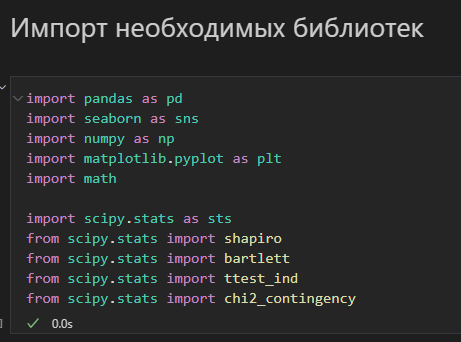 Импорт необходимых библиотек
import pandas as pd
import seaborn as sns
import numpy as np
import matplotlib.pyplot as plt
import math
import scipy.stats as sts
from scipy.stats import shapiro
from scipy.stats import bartlett
from scipy.stats import ttest_ind
from scipy.stats import chi2_contingency
] ✓ 0.0s